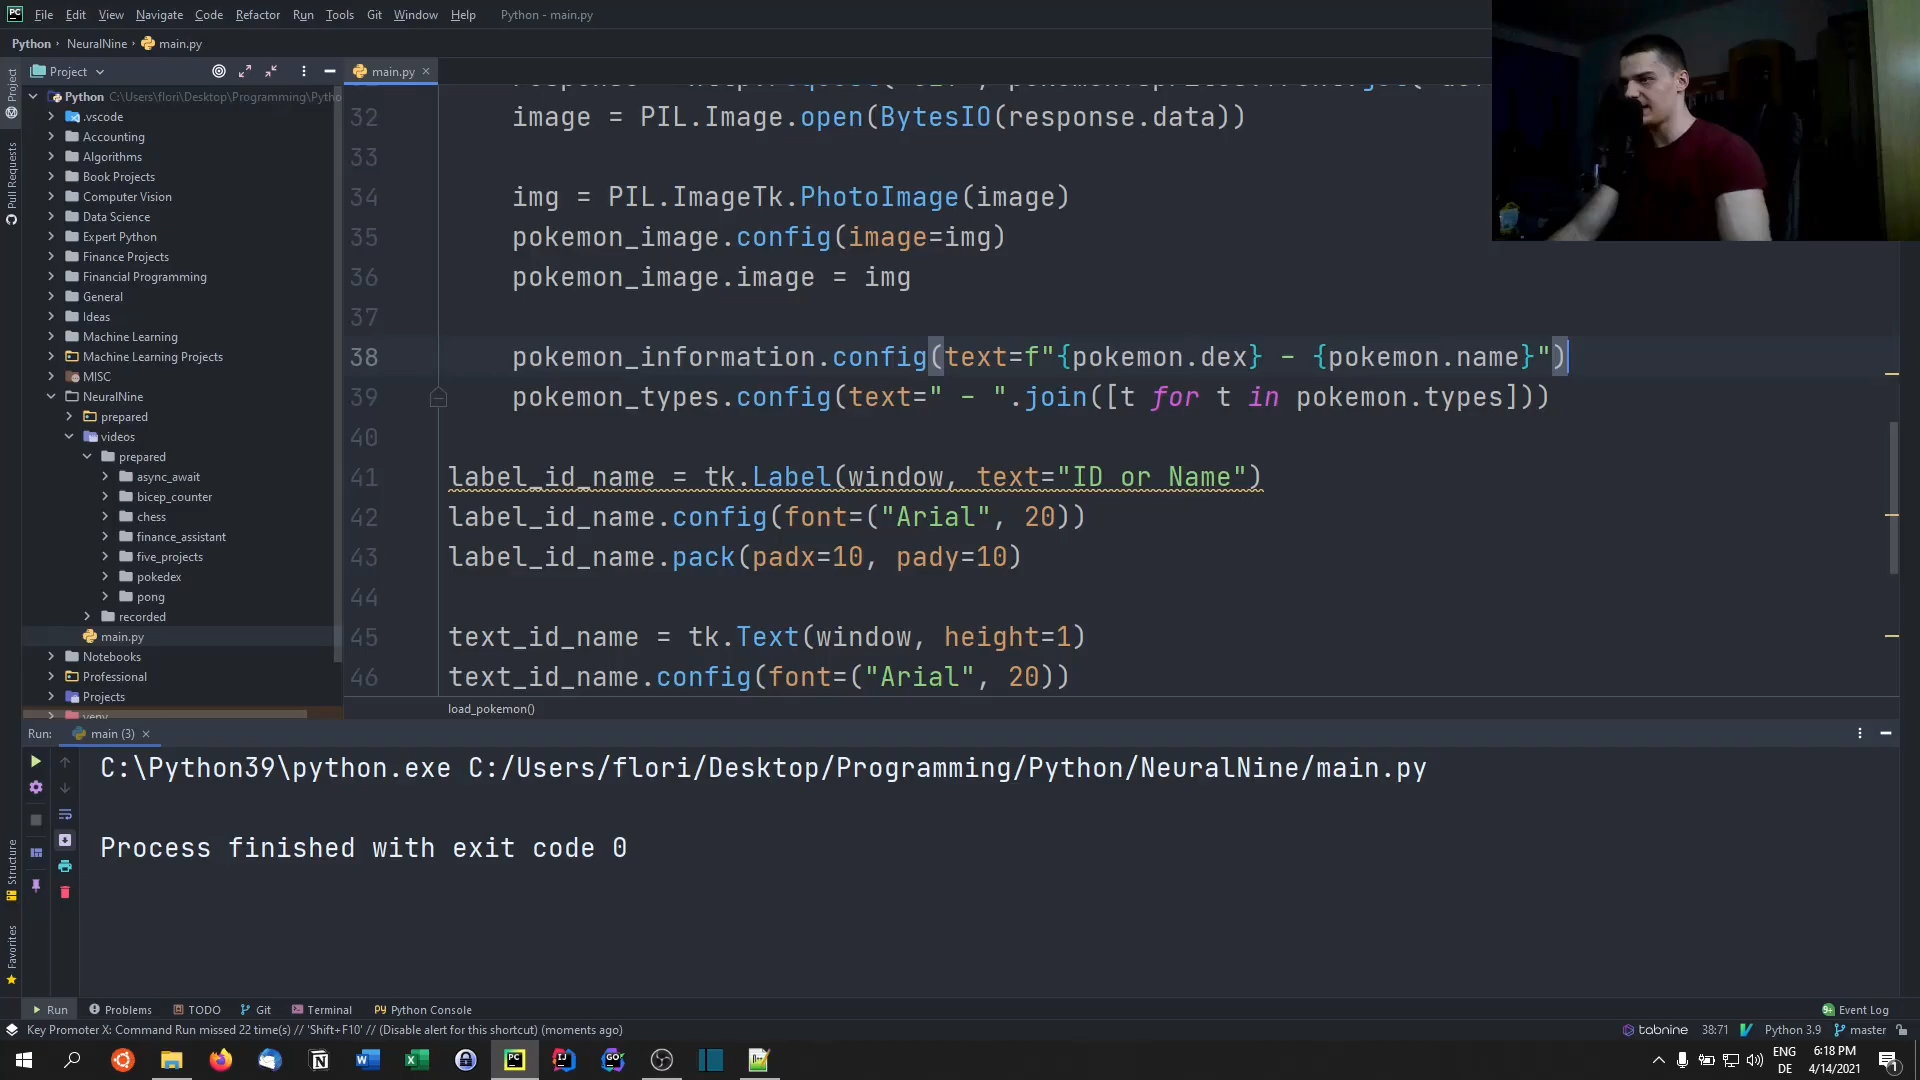 File Edit View Navigate Code Refactor Run Tools Git Window Help Python - main.py
Python NeuralNine main.py
Project main.py
Project
Pull Requests
Structure
Favorites
Python C:\Users\flori\Desktop\Programming\Pytho
.vscode
Accounting
Algorithms
Book Projects
Computer Vision
Data Science
Expert Python
Finance Projects
Financial Programming
General
Ideas
Machine Learning
Machine Learning Projects
MISC
NeuralNine
prepared
videos
prepared
async_await
bicep_counter
chess
finance_assistant
five_projects
pokedex
pong
recorded
main.py
Notebooks
Professional
Projects
venv
32 image = PIL.Image.open(BytesIO(response.data))
33
34 img = PIL.ImageTk.PhotoImage(image)
35 pokemon_image.config(image=img)
36 pokemon_image.image = img
37
38 pokemon_information.config(text=f"{pokemon.dex} - {pokemon.name}")
39 pokemon_types.config(text=" - ".join([t for t in pokemon.types]))
40
41 label_id_name = tk.Label(window, text="ID or Name")
42 label_id_name.config(font=("Arial", 20))
43 label_id_name.pack(padx=10, pady=10)
44
45 text_id_name = tk.Text(window, height=1)
46 text_id_name.config(font=("Arial", 20))
load_pokemon()
Run: main (3)
C:\Python39\python.exe C:/Users/flori/Desktop/Programming/Python/NeuralNine/main.py
Process finished with exit code 0
Run Problems TODO Git Terminal Python Console Event Log
Key Promoter X: Command Run missed 22 time(s) // 'Shift+F10' // (Disable alert for this shortcut) (moments ago) tabnine 38:71 Python 3.9 master
ENG 6:18 PM
DE 4/14/2021